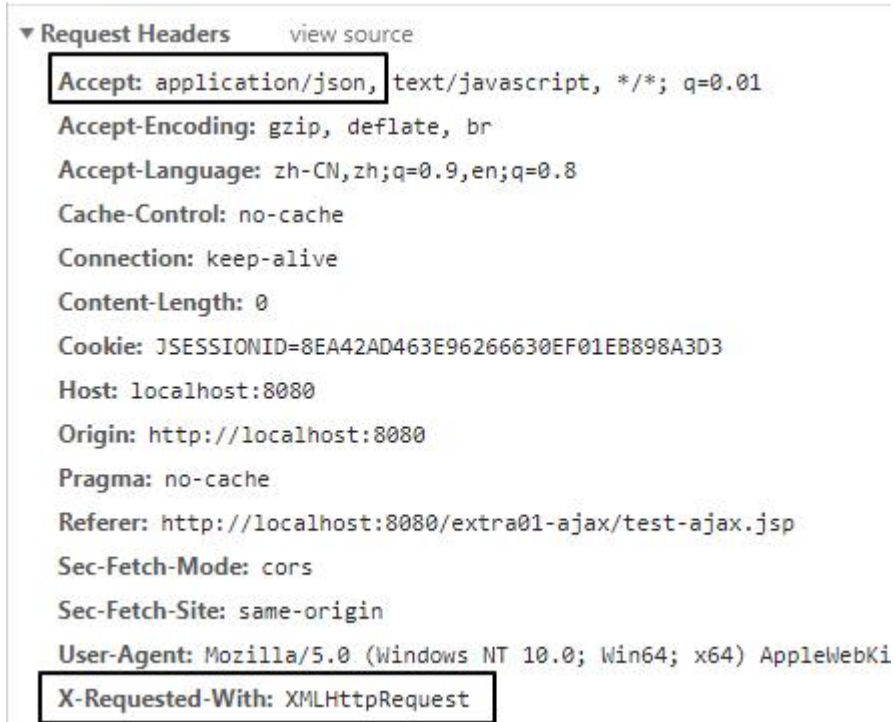 ▼ Request Headers view source
Accept: application/json, text/javascript, */*; q=0.01
Accept-Encoding: gzip, deflate, br
Accept-Language: zh-CN,zh;q=0.9,en;q=0.8
Cache-Control: no-cache
Connection: keep-alive
Content-Length: 0
Cookie: JSESSIONID=8EA42AD463E96266630EF01EB898A3D3
Host: localhost:8080
Origin: http://localhost:8080
Pragma: no-cache
Referer: http://localhost:8080/extra01-ajax/test-ajax.jsp
Sec-Fetch-Mode: cors
Sec-Fetch-Site: same-origin
User-Agent: Mozilla/5.0 (Windows NT 10.0; Win64; x64) AppleWebKi
X-Requested-With: XMLHttpRequest